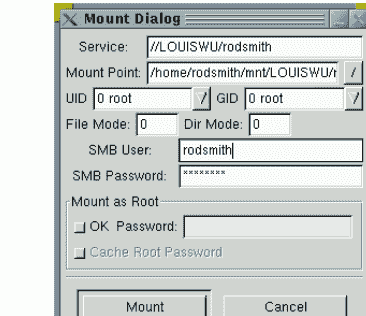 Mount Dialog
Service: //LOUISWU/rodsmith
Mount Point: /home/rodsmith/mnt/LOUISWU/r /
UID 0 root / GID 0 root /
File Mode: 0 Dir Mode: 0
SMB User: rodsmith
SMB Password: ********
Mount as Root
OK Password:
Cache Root Password
Mount Cancel